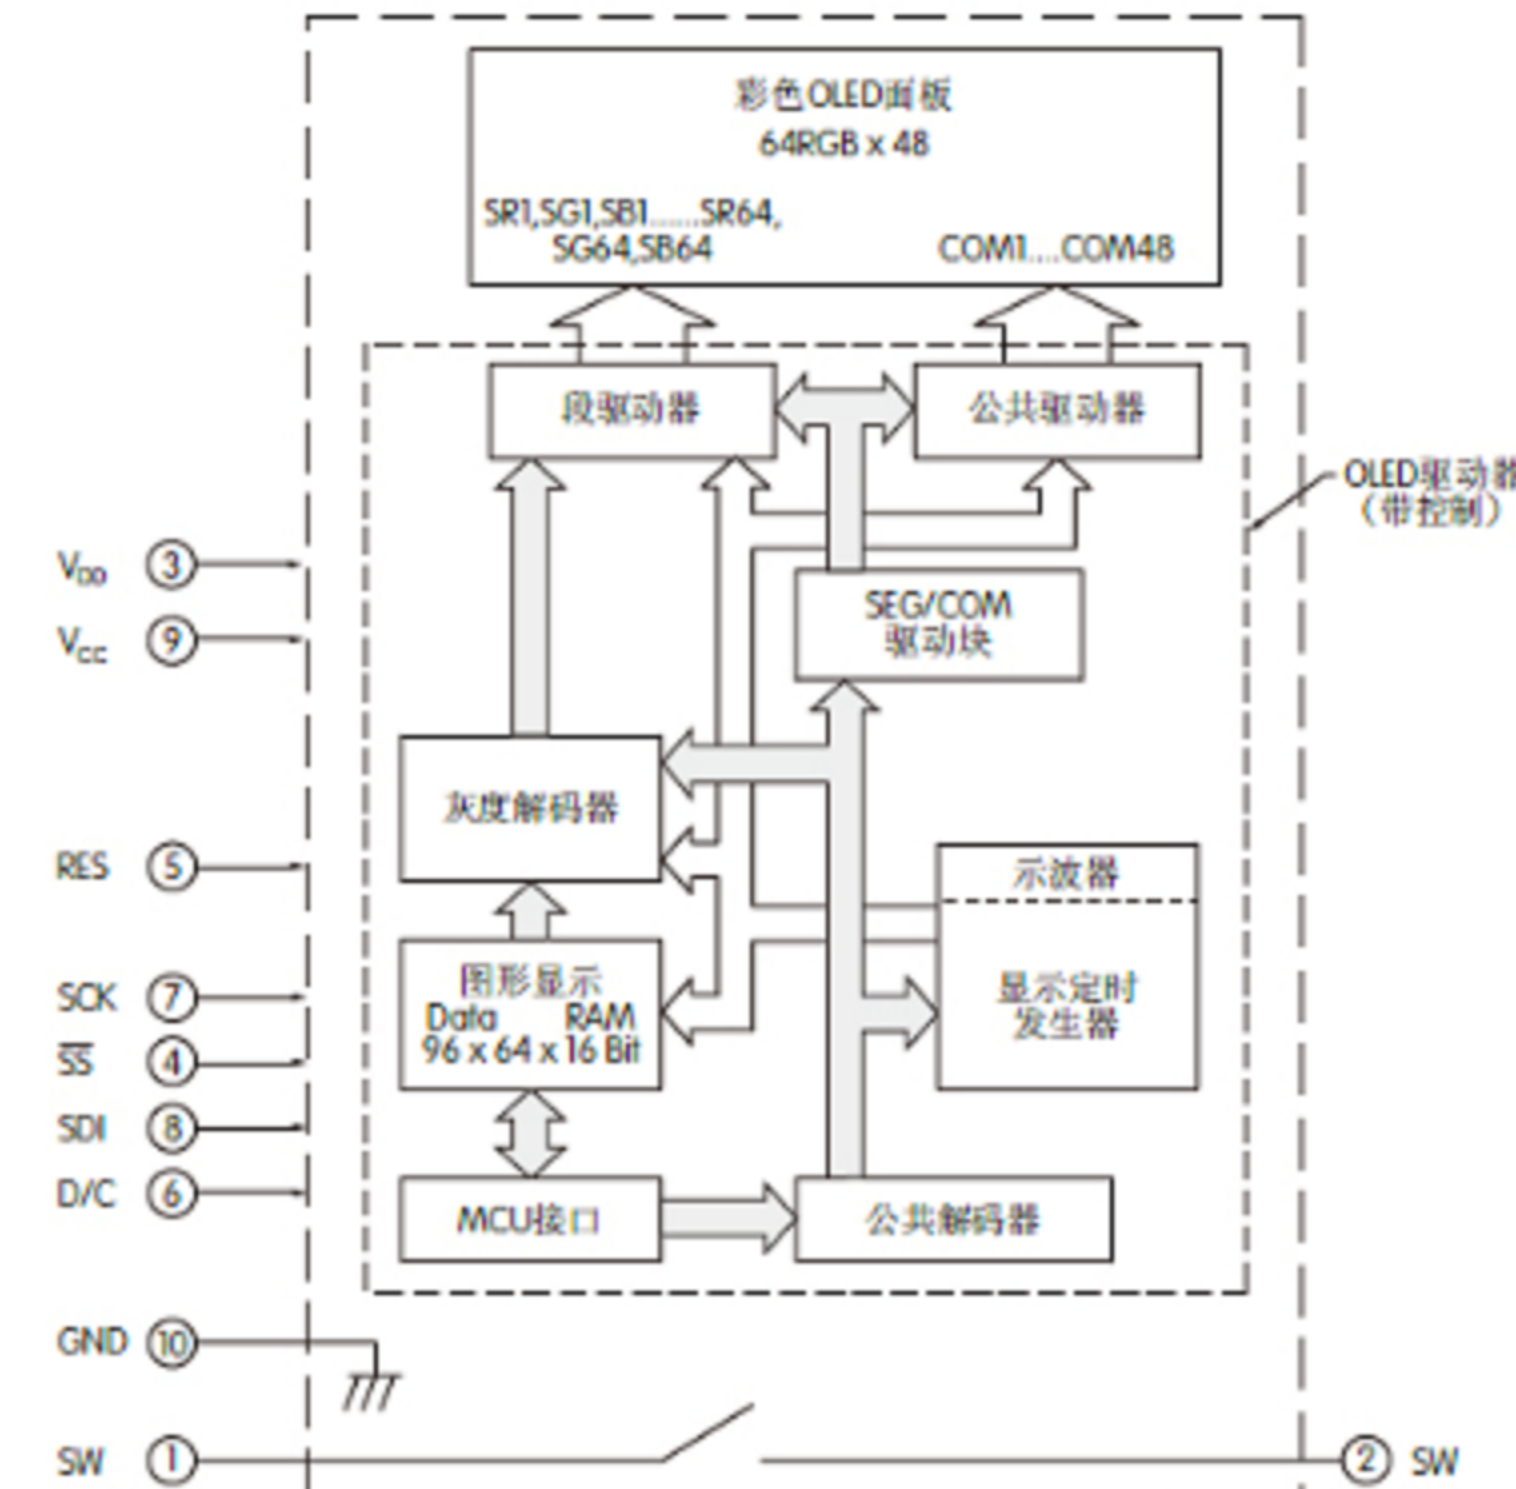 彩色OLED面板
64RGB x 48
SR1,SG1,SB1......SR64,
SG64,SB64
COM1....COM48
段驱动器
公共驱动器
OLED驱动器
（带控制）
VDD ③
SEG/COM
驱动块
VCC ⑨
灰度解码器
RES ⑤
示波器
图形显示
Data RAM
96 x 64 x 16 Bit
显示定时
发生器
SCK ⑦
S̅S̅ ④
SDI ⑧
D/C ⑥
MCU接口
公共解码器
GND ⑩
SW ①
② SW